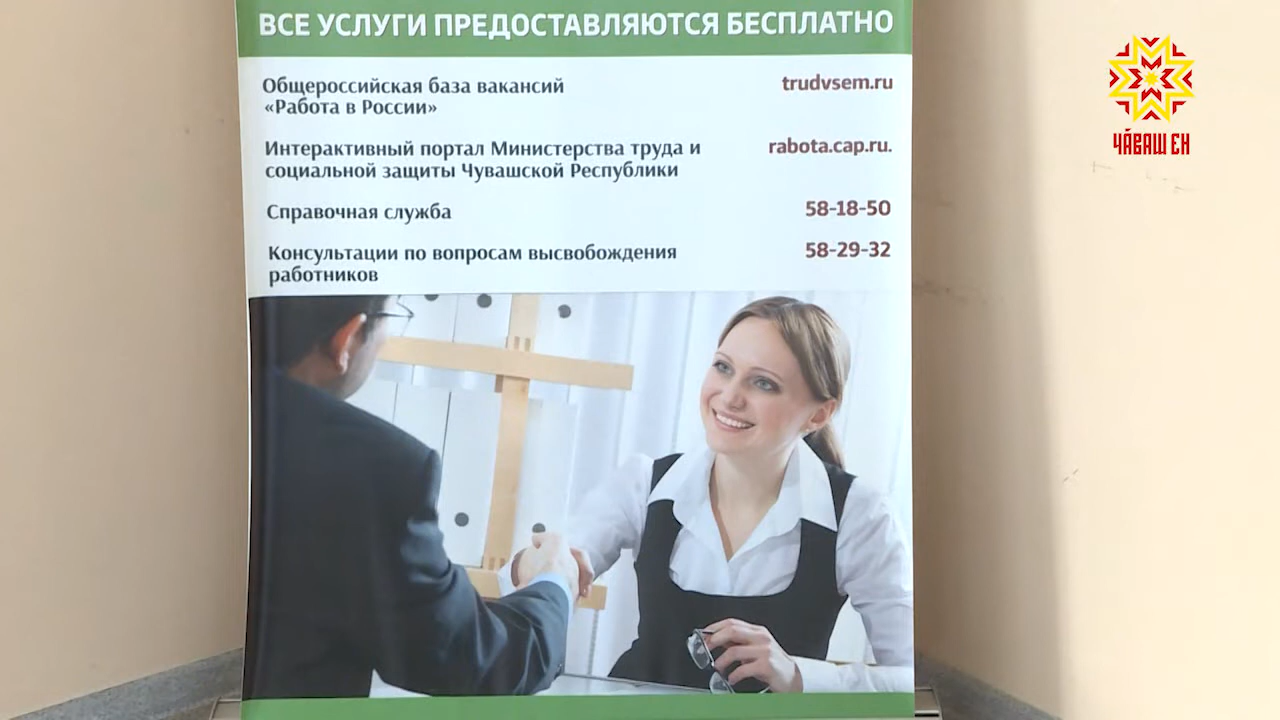 ВСЕ УСЛУГИ ПРЕДОСТАВЛЯЮТСЯ БЕСПЛАТНО
Общероссийская база вакансий
«Работа в России»
trudvsem.ru
Интерактивный портал Министерства труда и
социальной защиты Чувашской Республики
rabota.cap.ru.
Справочная служба
58-18-50
Консультации по вопросам высвобождения
работников
58-29-32
ЧӐВАШ ЕН